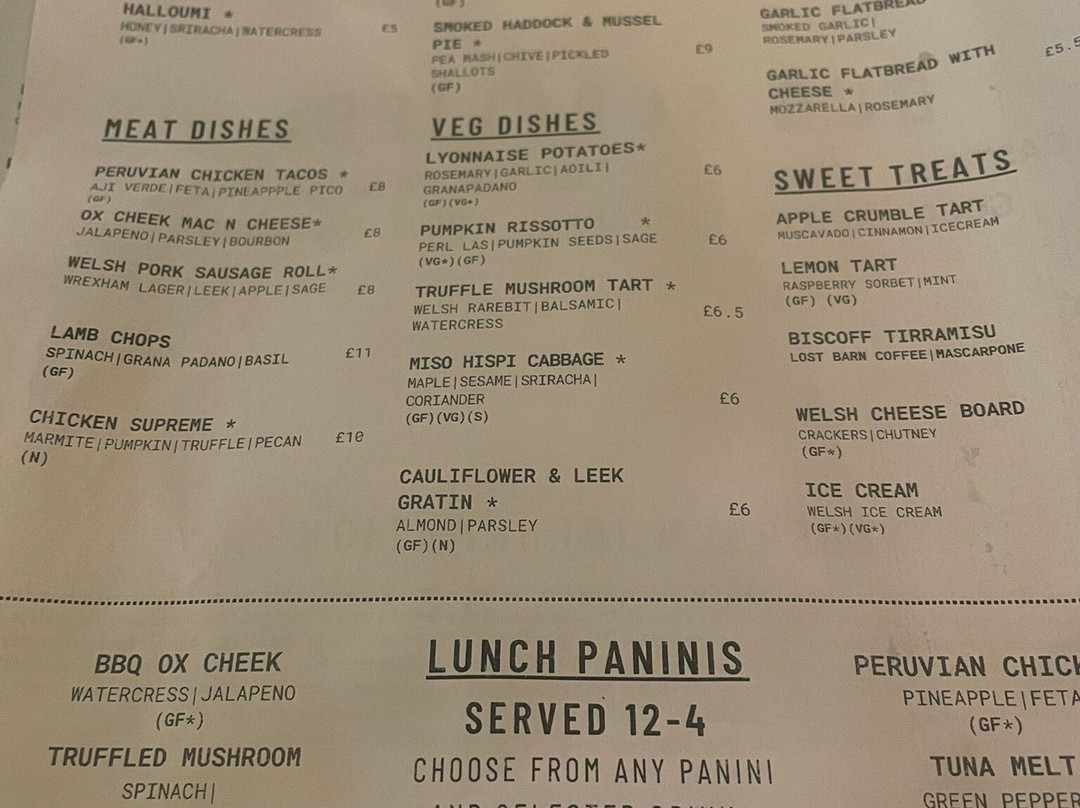 HALLOUMI *
HONEY|SRIRACHA|WATERCRESS £5
(GF*)
MEAT DISHES
PERUVIAN CHICKEN TACOS *
AJI VERDE|FETA|PINEAPPPLE PICO £8
(GF)
OX CHEEK MAC N CHEESE*
JALAPENO|PARSLEY|BOURBON £8
WELSH PORK SAUSAGE ROLL*
WREXHAM LAGER|LEEK|APPLE|SAGE £8
LAMB CHOPS
SPINACH|GRANA PADANO|BASIL £11
(GF)
CHICKEN SUPREME *
MARMITE|PUMPKIN|TRUFFLE|PECAN £10
(N)
(GF)
SMOKED HADDOCK & MUSSEL
PIE * £9
PEA MASH|CHIVE|PICKLED
SHALLOTS
(GF)
VEG DISHES
LYONNAISE POTATOES*
ROSEMARY|GARLIC|AOILI| £6
GRANAPADANO
(GF)(VG*)
PUMPKIN RISSOTTO *
PERL LAS|PUMPKIN SEEDS|SAGE £6
(VG*)(GF)
TRUFFLE MUSHROOM TART *
WELSH RAREBIT|BALSAMIC| £6.5
WATERCRESS
MISO HISPI CABBAGE *
MAPLE|SESAME|SRIRACHA|
CORIANDER £6
(GF)(VG)(S)
CAULIFLOWER & LEEK
GRATIN * £6
ALMOND|PARSLEY
(GF)(N)
GARLIC FLATBREAD
SMOKED GARLIC|
ROSEMARY|PARSLEY
GARLIC FLATBREAD WITH £5.5
CHEESE *
MOZZARELLA|ROSEMARY
SWEET TREATS
APPLE CRUMBLE TART
MUSCAVADO|CINNAMON|ICECREAM
LEMON TART
RASPBERRY SORBET|MINT
(GF) (VG)
BISCOFF TIRRAMISU
LOST BARN COFFEE|MASCARPONE
WELSH CHEESE BOARD
CRACKERS|CHUTNEY
(GF*)
ICE CREAM
WELSH ICE CREAM
(GF*)(VG*)
BBQ OX CHEEK
WATERCRESS|JALAPENO
(GF*)
TRUFFLED MUSHROOM
SPINACH|
LUNCH PANINIS
SERVED 12-4
CHOOSE FROM ANY PANINI
PERUVIAN CHICK
PINEAPPLE|FETA
(GF*)
TUNA MELT
GREEN PEPPER